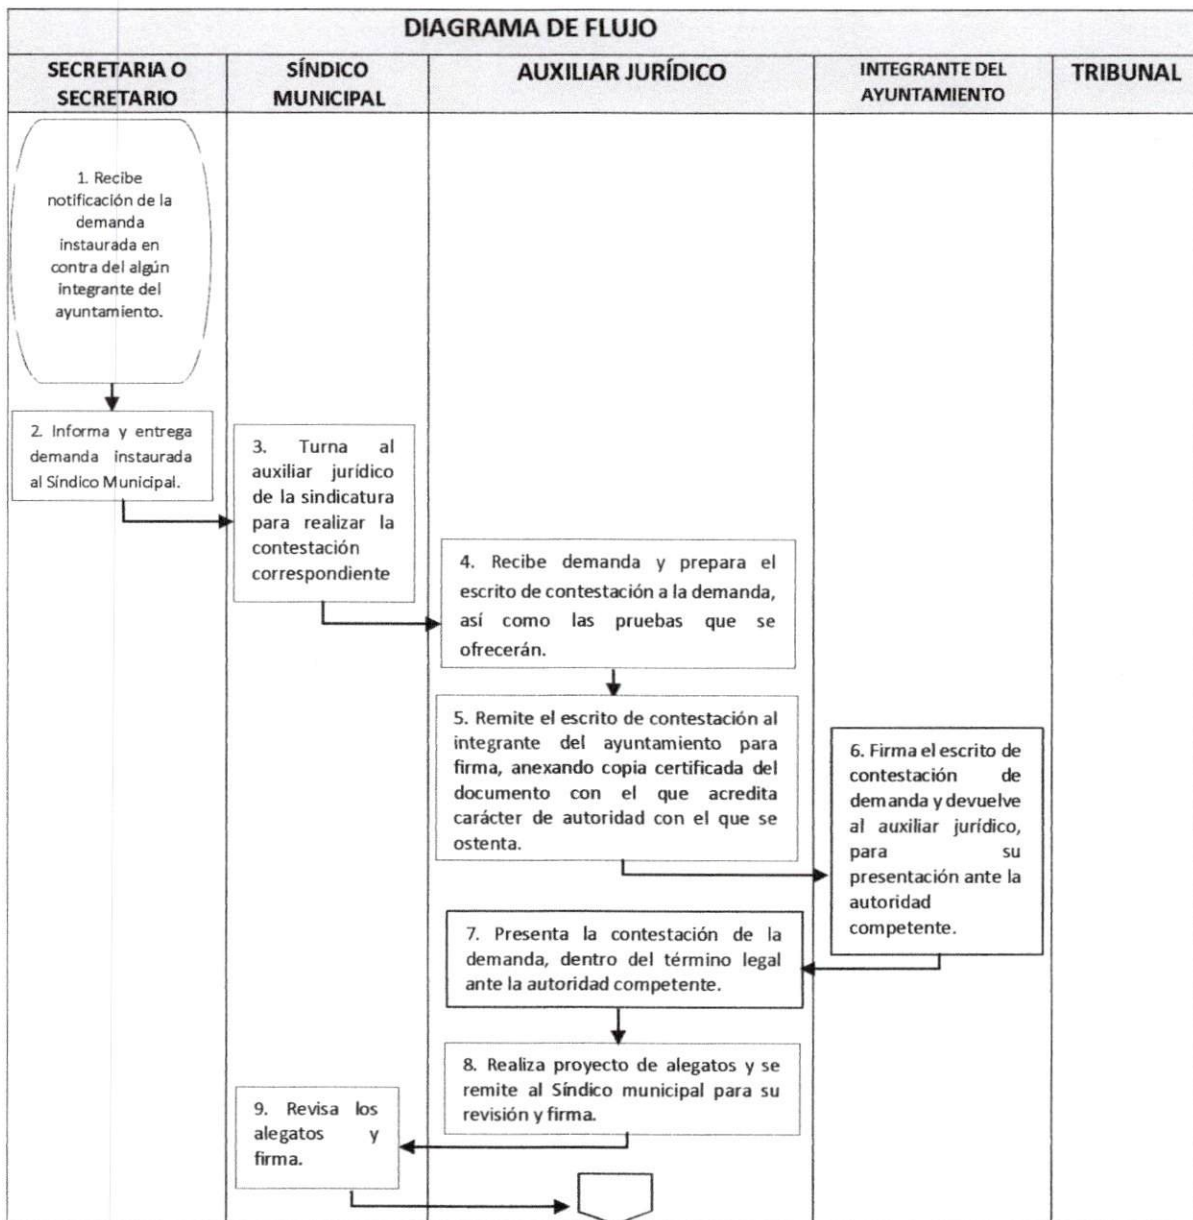 DIAGRAMA DE FLUJO
SECRETARIA O
SECRETARIO
SÍNDICO
MUNICIPAL
AUXILIAR JURÍDICO
INTEGRANTE DEL
AYUNTAMIENTO
TRIBUNAL
1. Recibe
notificación de la
demanda
instaurada en
contra del algún
integrante del
ayuntamiento.
2. Informa y entrega
demanda instaurada
al Síndico Municipal.
3. Turna al
auxiliar jurídico
de la sindicatura
para realizar la
contestación
correspondiente
4. Recibe demanda y prepara el
escrito de contestación a la demanda,
así como las pruebas que se
ofrecerán.
5. Remite el escrito de contestación al
integrante del ayuntamiento para
firma, anexando copia certificada del
documento con el que acredita
carácter de autoridad con el que se
ostenta.
6. Firma el escrito de
contestación de
demanda y devuelve
al auxiliar jurídico,
para su
presentación ante la
autoridad
competente.
7. Presenta la contestación de la
demanda, dentro del término legal
ante la autoridad competente.
8. Realiza proyecto de alegatos y se
remite al Síndico municipal para su
revisión y firma.
9. Revisa los
alegatos y
firma.